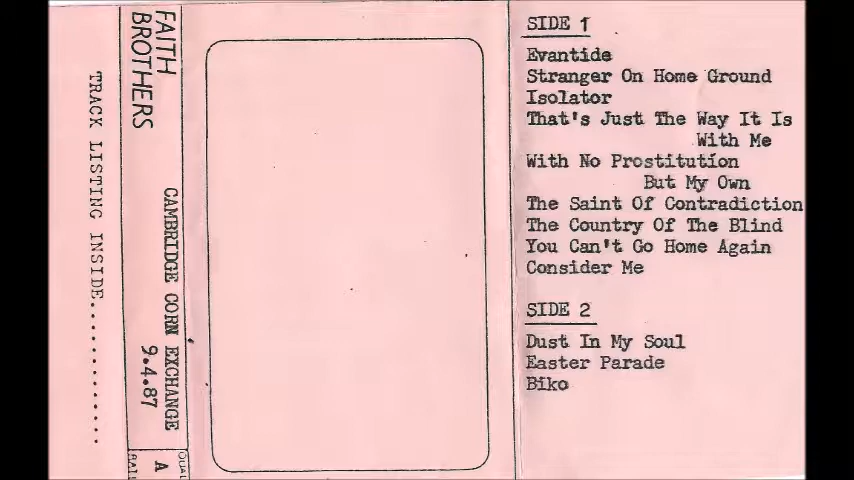 TRACK LISTING INSIDE.............
FAITH
BROTHERS
CAMBRIDGE CORN EXCHANGE
9.4.87
QUAL
A
SIDE 1
Evantide
Stranger On Home Ground
Isolator
That's Just The Way It Is
With Me
With No Prostitution
But My Own
The Saint Of Contradiction
The Country Of The Blind
You Can't Go Home Again
Consider Me
SIDE 2
Dust In My Soul
Easter Parade
Biko